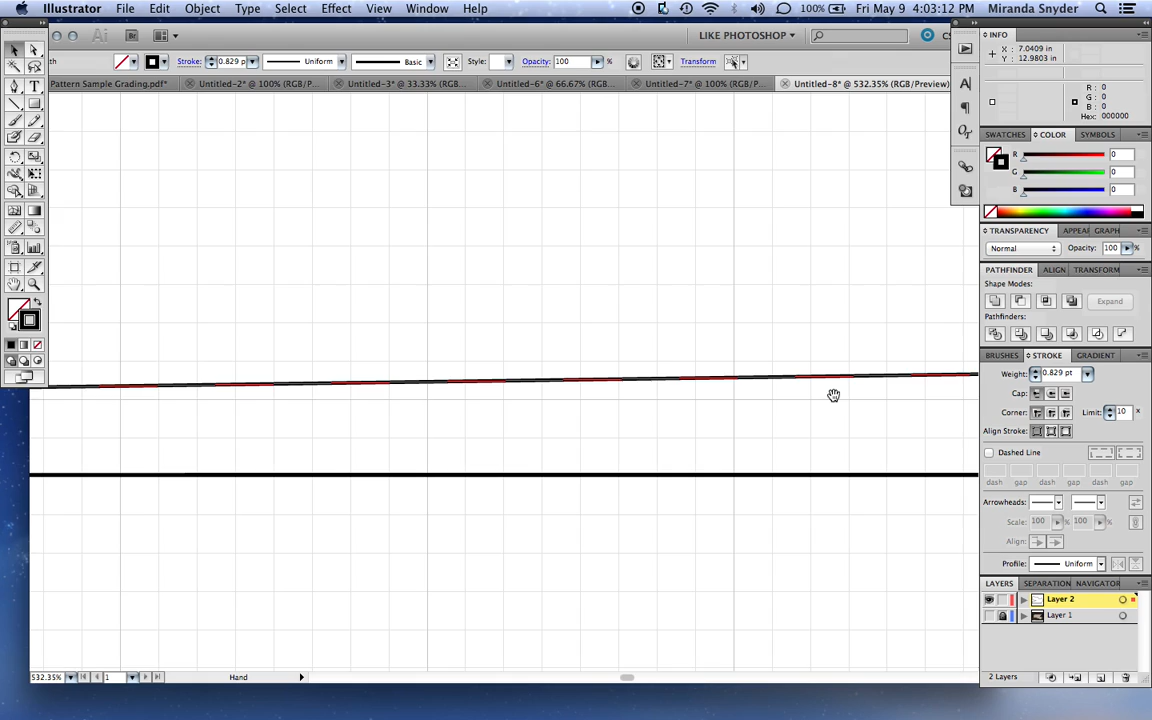 Illustrator File Edit Object Type Select Effect View Window Help 100% Fri May 9 4:03:12 PM Miranda Snyder
Ai Br LIKE PHOTOSHOP
Stroke: 0.829 p Uniform Basic Style: Opacity: 100 % Transform
Pattern Sample Grading.pdf* Untitled-2* @ 100% (RGB/P... Untitled-3* @ 33.33% (RGB... Untitled-6* @ 66.67% (RGB... Untitled-7* @ 100% (RGB/P... Untitled-8* @ 532.35% (RGB/Preview)
INFO
X : 7.0409 in
Y : 12.9803 in
R : 0
G : 0
B : 0
Hex: 000000
SWATCHES COLOR SYMBOLS
R 0
G 0
B 0
TRANSPARENCY APPEA GRAPH
Normal Opacity: 100 %
PATHFINDER ALIGN TRANSFORM
Shape Modes:
Expand
Pathfinders:
BRUSHES STROKE GRADIENT
Weight: 0.829 pt
Cap:
Corner: Limit: 10 x
Align Stroke:
Dashed Line
dash gap dash gap dash gap
Arrowheads:
Scale: 100 % 100 %
Align:
Profile: Uniform
LAYERS SEPARATION NAVIGATOR
Layer 2
Layer 1
2 Layers
532.35% 1 Hand